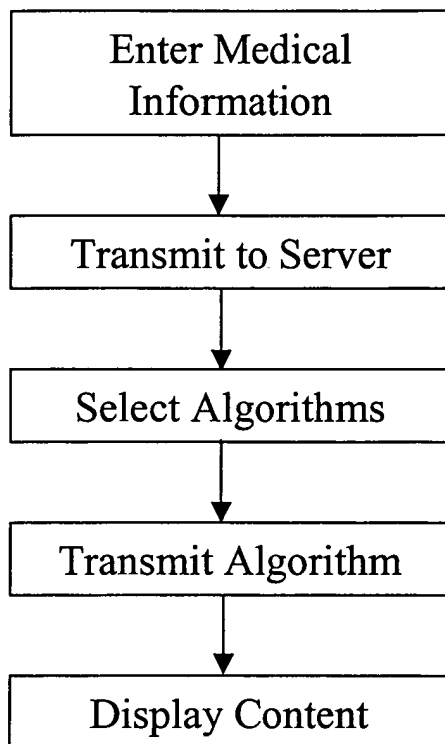 Enter Medical
Information
Transmit to Server
Select Algorithms
Transmit Algorithm
Display Content